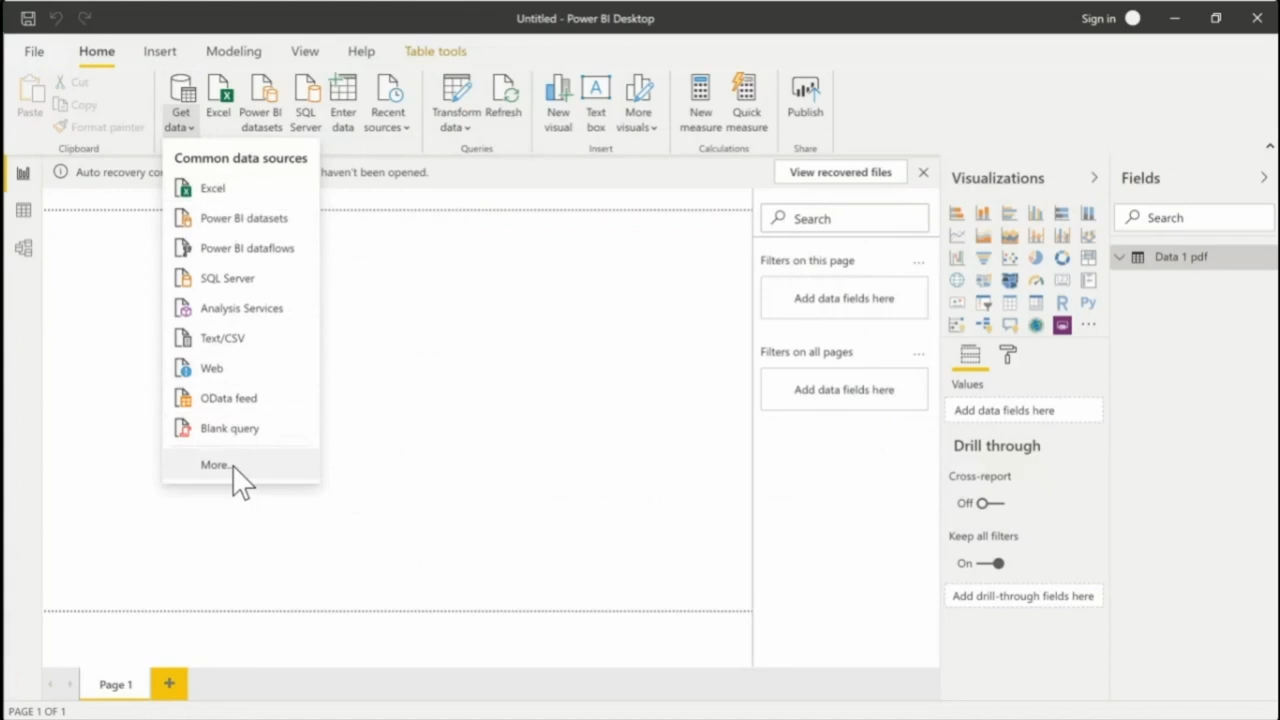 Untitled - Power BI Desktop
Sign in
File
Home
Insert
Modeling
View
Help
Table tools
Paste
Cut
Copy
Format painter
Clipboard
Get data
Excel
Power BI datasets
SQL Server
Enter data
Recent sources
Transform data
Refresh
Queries
New visual
A
Text box
More visuals
Insert
New measure
Quick measure
Calculations
Publish
Share
Common data sources
Excel
Power BI datasets
Power BI dataflows
SQL Server
Analysis Services
Text/CSV
Web
OData feed
Blank query
More...
Auto recovery
haven't been opened.
View recovered files
Search
Filters on this page
...
Add data fields here
Filters on all pages
...
Add data fields here
Visualizations
R
Py
...
Values
Add data fields here
Drill through
Cross-report
Off
Keep all filters
On
Add drill-through fields here
Fields
Search
Data 1 pdf
Page 1
+
PAGE 1 OF 1